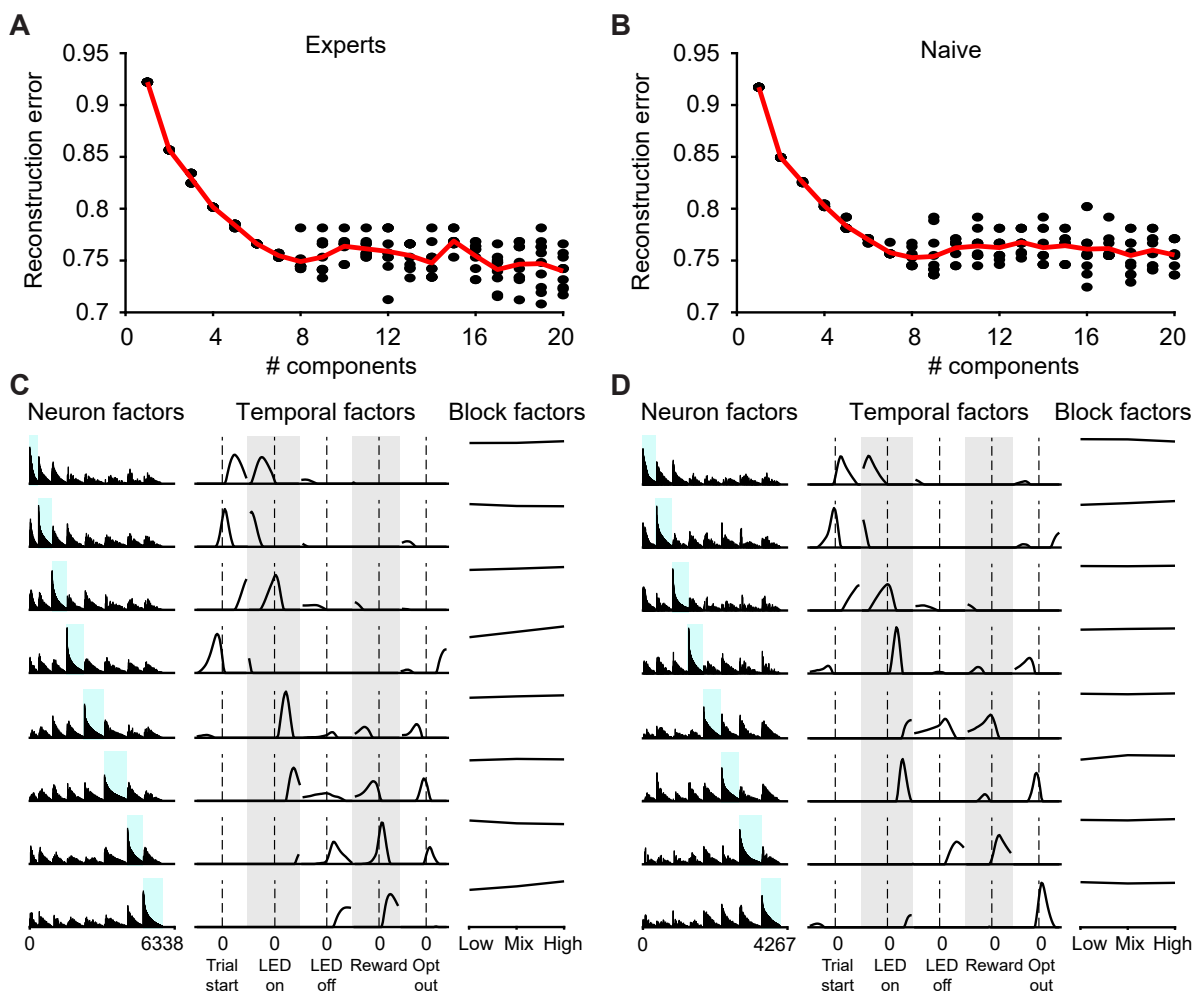 A
Experts
Reconstruction error
0.95
0.9
0.85
0.8
0.75
0.7
0 4 8 12 16 20
# components
B
Naive
Reconstruction error
0.95
0.9
0.85
0.8
0.75
0.7
0 4 8 12 16 20
# components
C
Neuron factors Temporal factors Block factors
0 6338
0 0 0 0 0
Trial start
LED on
LED off
Reward
Opt out
Low Mix High
D
Neuron factors Temporal factors Block factors
0 4267
0 0 0 0 0
Trial start
LED on
LED off
Reward
Opt out
Low Mix High